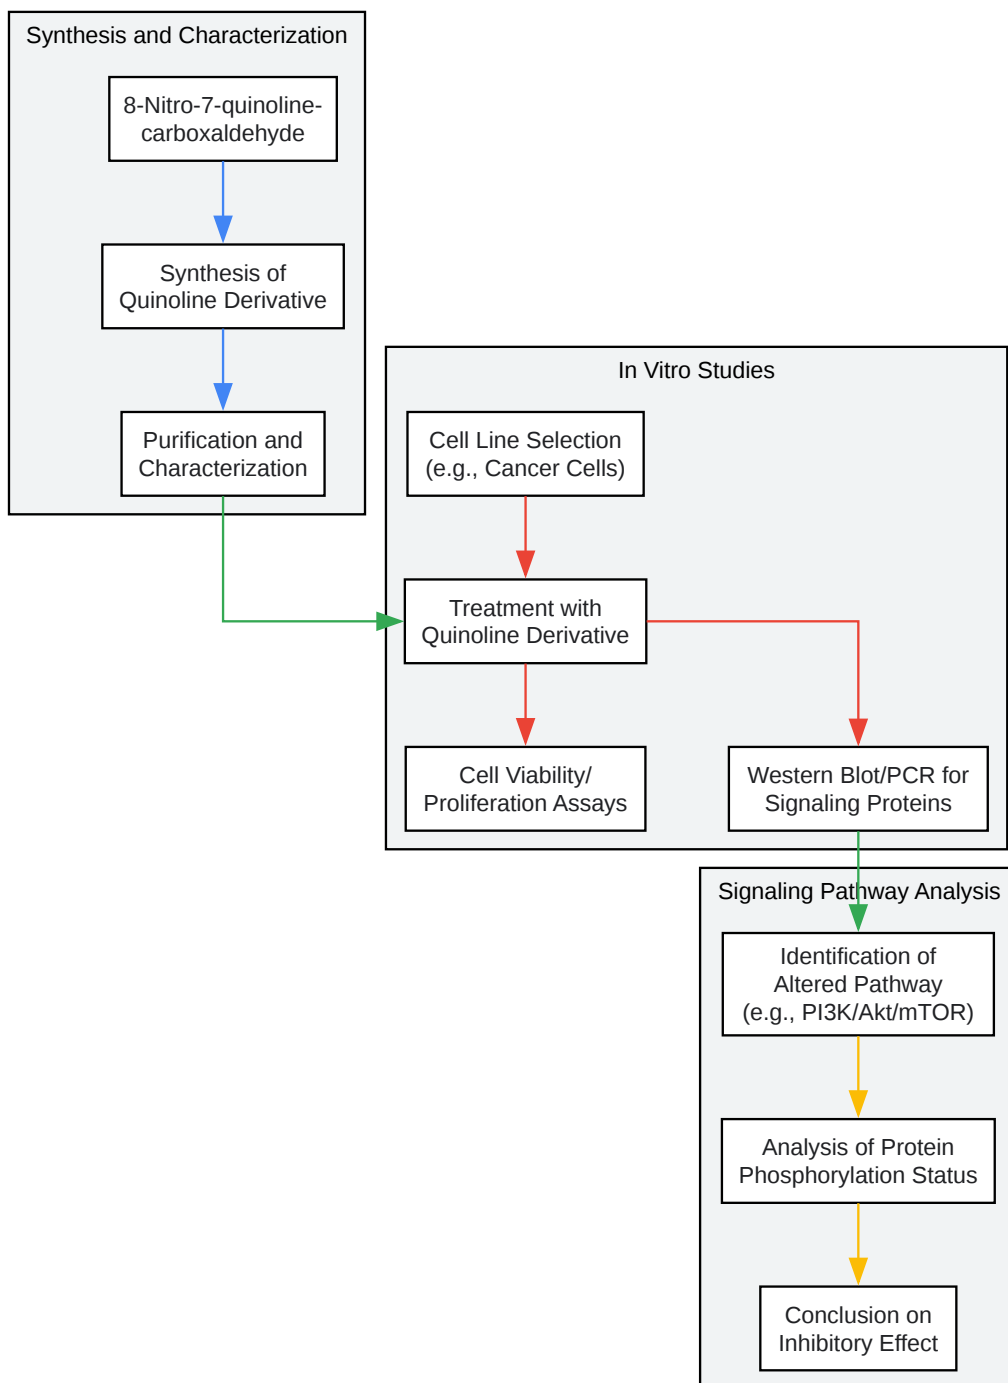 Synthesis and Characterization
8-Nitro-7-quinoline-
carboxaldehyde
Synthesis of
Quinoline Derivative
Purification and
Characterization
In Vitro Studies
Cell Line Selection
(e.g., Cancer Cells)
Treatment with
Quinoline Derivative
Cell Viability/
Proliferation Assays
Western Blot/PCR for
Signaling Proteins
Signaling Pathway Analysis
Identification of
Altered Pathway
(e.g., PI3K/Akt/mTOR)
Analysis of Protein
Phosphorylation Status
Conclusion on
Inhibitory Effect